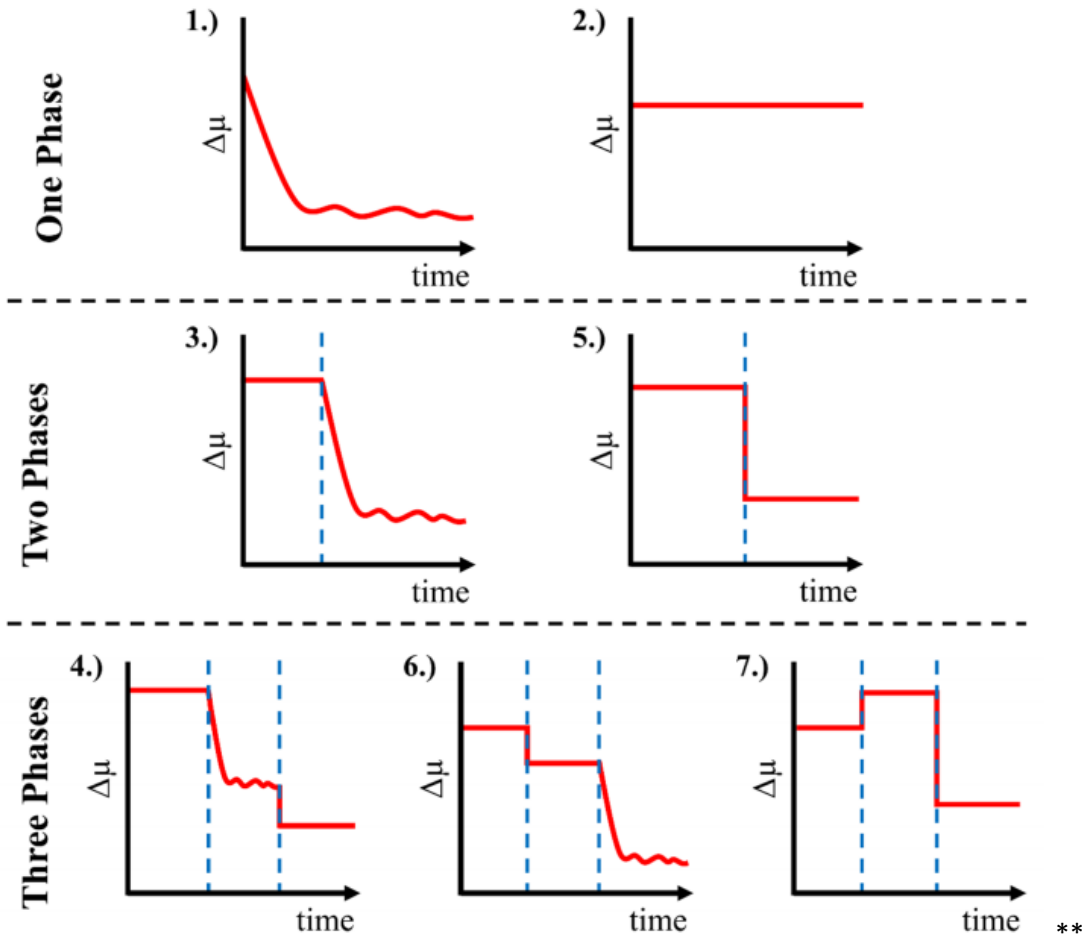 One Phase
1.)
Δμ
time
2.)
Δμ
time
Two Phases
3.)
Δμ
time
5.)
Δμ
time
Three Phases
4.)
Δμ
time
6.)
Δμ
time
7.)
Δμ
time
**